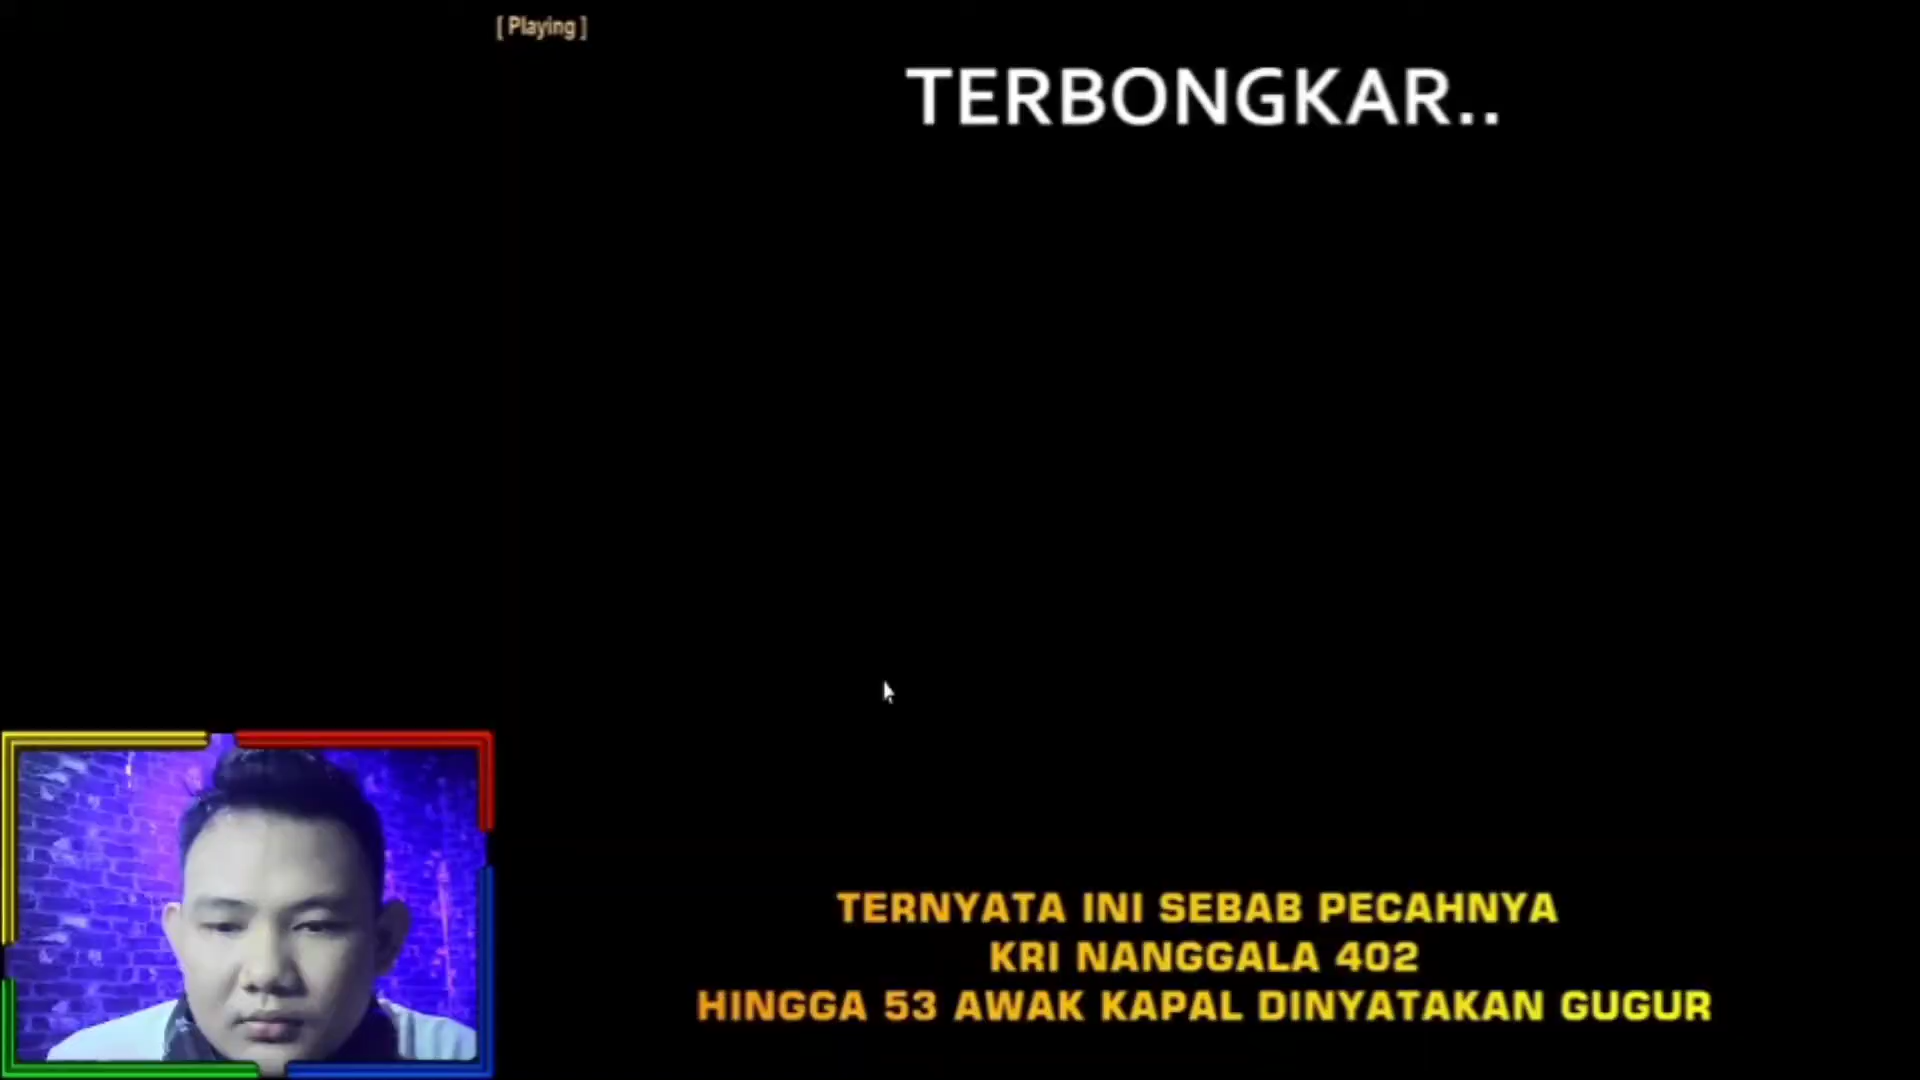 [ Playing ]
TERBONGKAR..
TERNYATA INI SEBAB PECAHNYA
KRI NANGGALA 402
HINGGA 53 AWAK KAPAL DINYATAKAN GUGUR